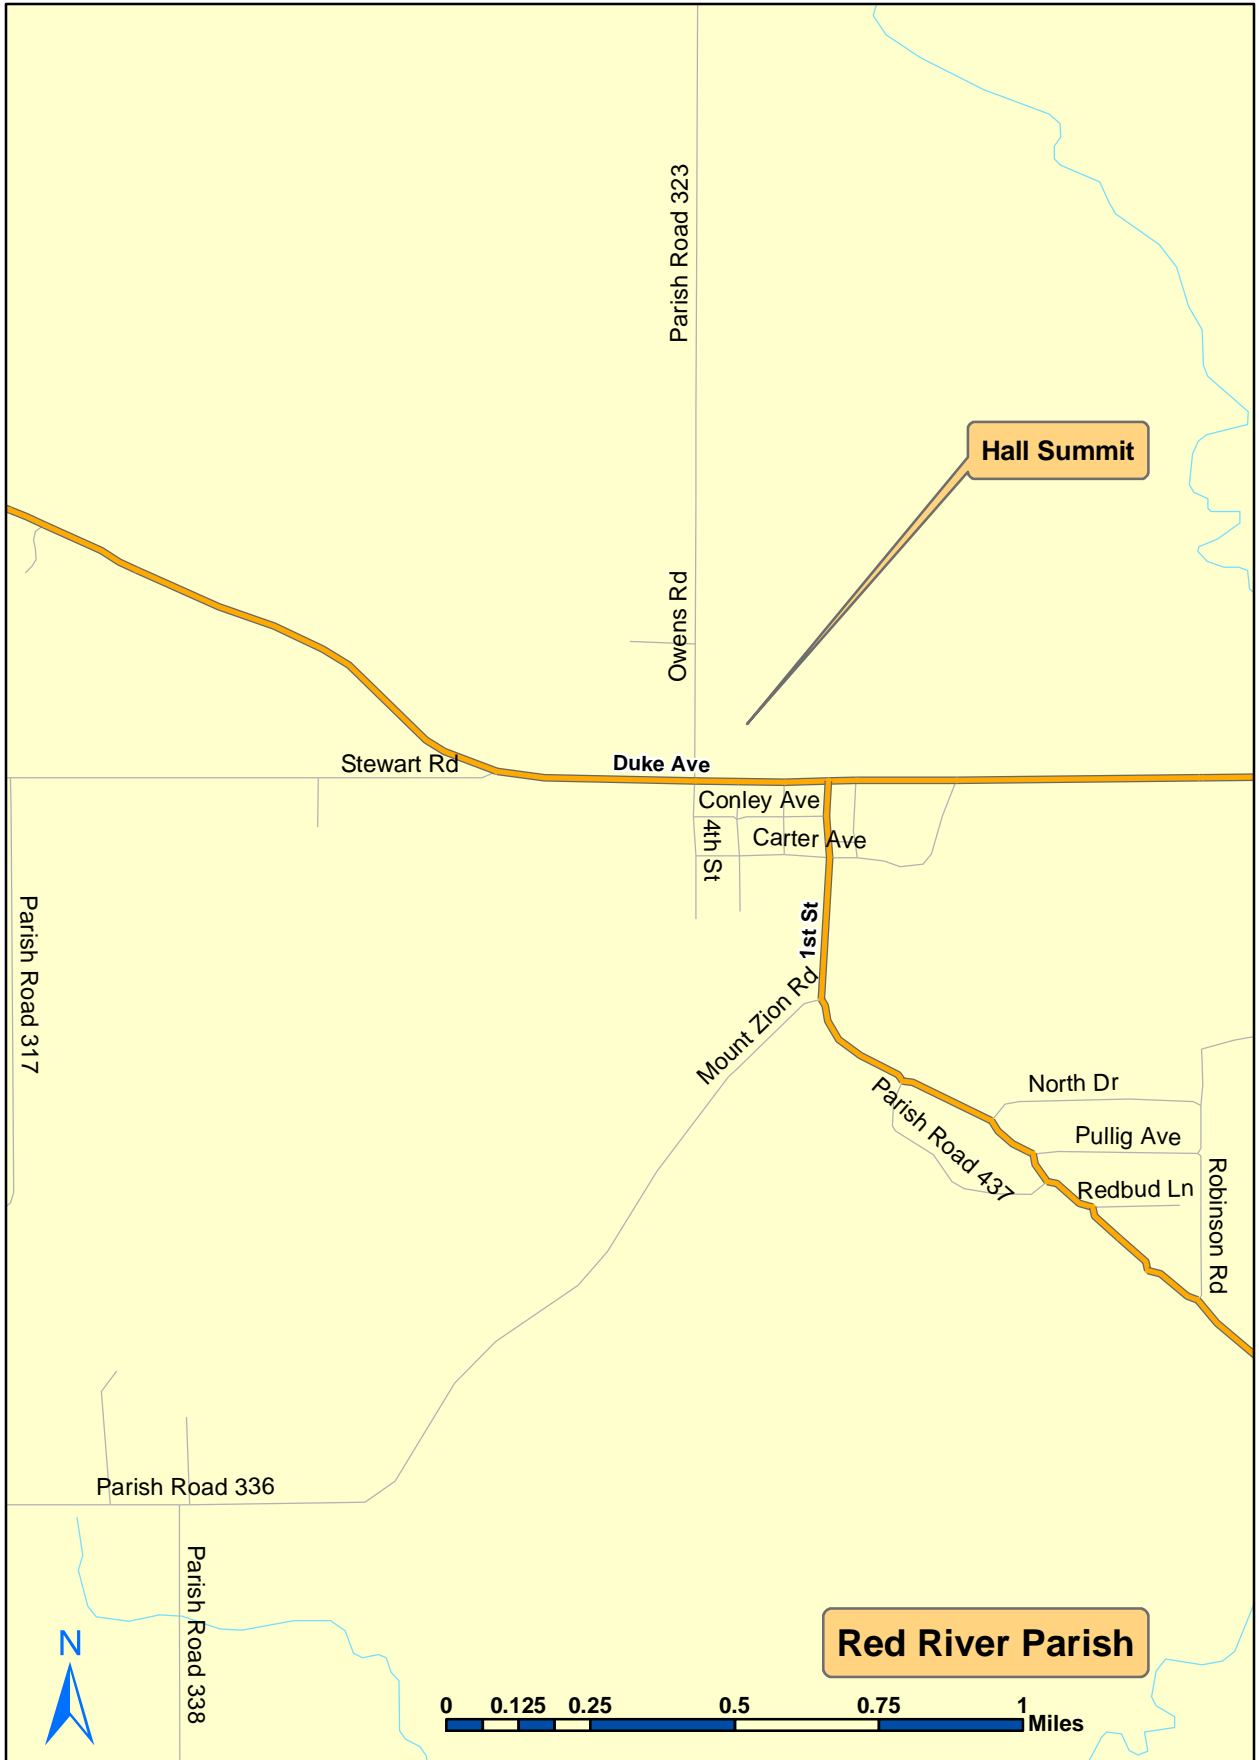 Parish Road 323
Hall Summit
Owens Rd
Stewart Rd
Duke Ave
Conley Ave
4th St
Carter Ave
Parish Road 317
1st St
Mount Zion Rd
North Dr
Parish Road 437
Pullig Ave
Redbud Ln
Robinson Rd
Parish Road 336
Parish Road 338
N
Red River Parish
0 0.125 0.25 0.5 0.75 1
Miles